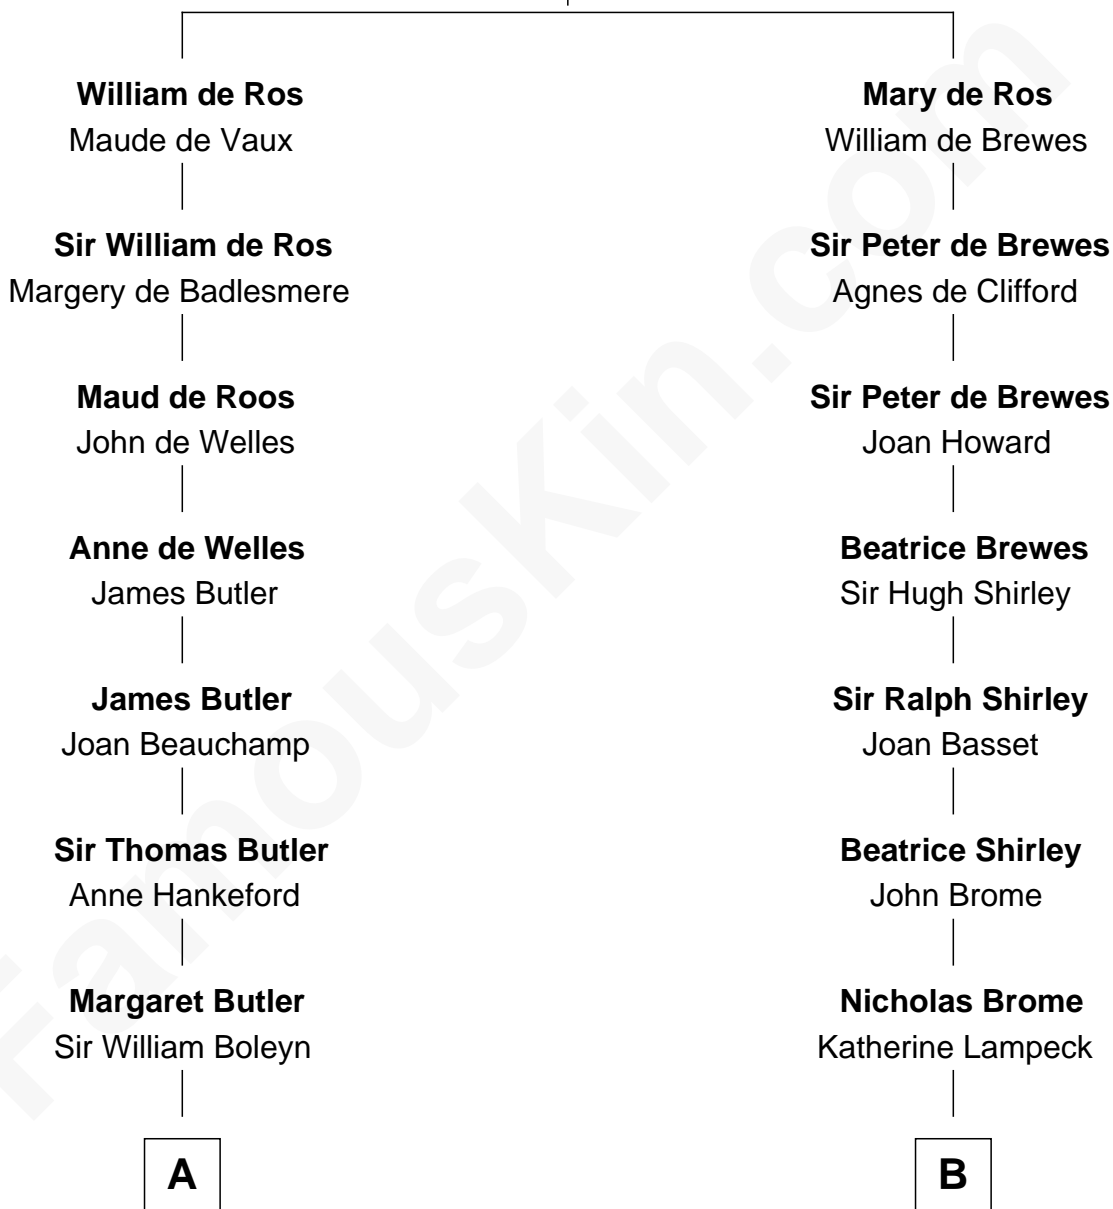 William de Ros
Maude de Vaux
Mary de Ros
William de Brewes
Sir William de Ros
Margery de Badlesmere
Sir Peter de Brewes
Agnes de Clifford
Maud de Roos
John de Welles
Sir Peter de Brewes
Joan Howard
Anne de Welles
James Butler
Beatrice Brewes
Sir Hugh Shirley
James Butler
Joan Beauchamp
Sir Ralph Shirley
Joan Basset
Sir Thomas Butler
Anne Hankeford
Beatrice Shirley
John Brome
Margaret Butler
Sir William Boleyn
Nicholas Brome
Katherine Lampeck
A
B
FamousKin.com